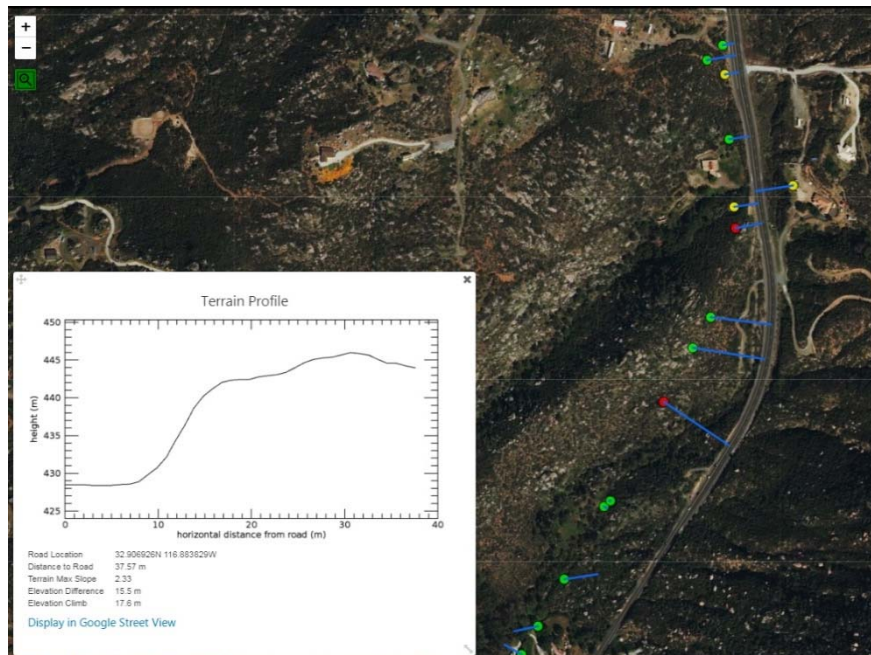 +
−
Terrain Profile
450
445
440
435
430
425
height (m)
0 10 20 30 40
horizontal distance from road (m)
Road Location 32.906926N 116.883829W
Distance to Road 37.57 m
Terrain Max Slope 2.33
Elevation Difference 15.5 m
Elevation Climb 17.6 m
Display in Google Street View